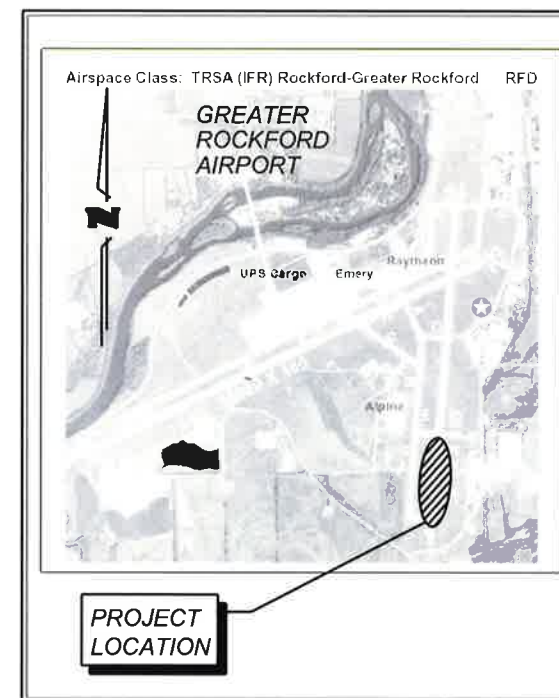 Airspace Class: TRSA (IFR) Rockford-Greater Rockford RFD
GREATER
ROCKFORD
AIRPORT
N
Raytheon
UPS Cargo Emery
Alpine
PROJECT
LOCATION